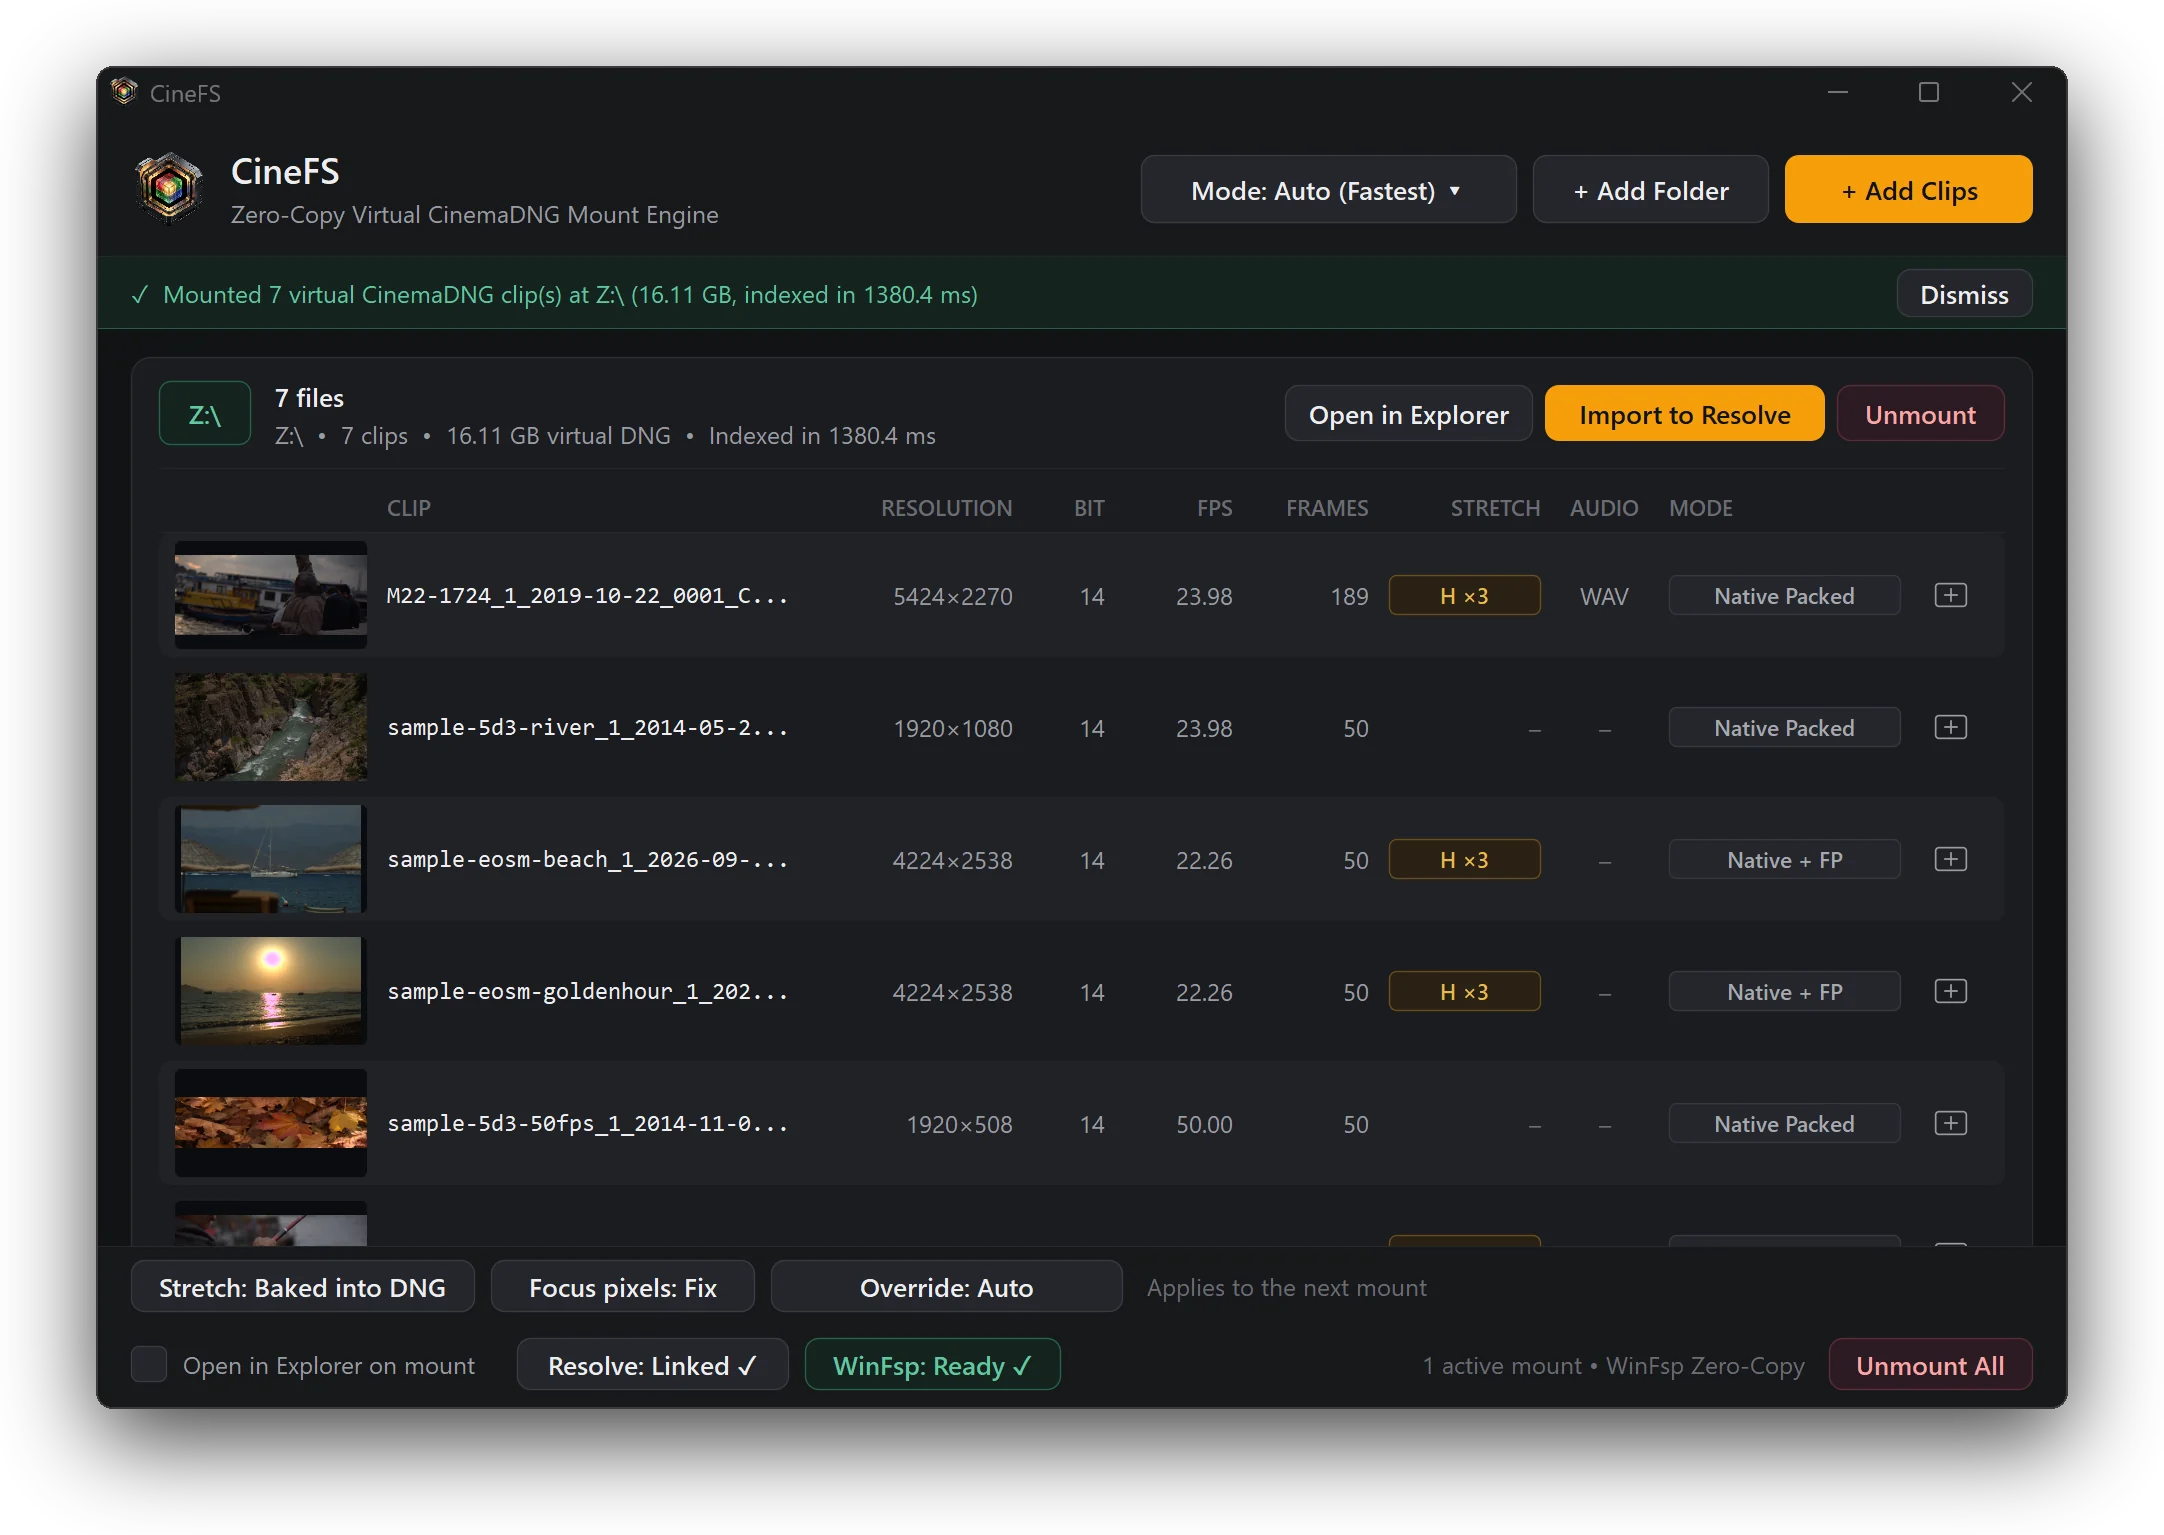 CineFS
CineFS
Zero-Copy Virtual CinemaDNG Mount Engine
Mode: Auto (Fastest) ▾
+ Add Folder
+ Add Clips
✓ Mounted 7 virtual CinemaDNG clip(s) at Z:\ (16.11 GB, indexed in 1380.4 ms)
Dismiss
Z:\
7 files
Z:\ • 7 clips • 16.11 GB virtual DNG • Indexed in 1380.4 ms
Open in Explorer
Import to Resolve
Unmount
CLIP RESOLUTION BIT FPS FRAMES STRETCH AUDIO MODE
M22-1724_1_2019-10-22_0001_C... 5424×2270 14 23.98 189 H ×3 WAV Native Packed
sample-5d3-river_1_2014-05-2... 1920×1080 14 23.98 50 – – Native Packed
sample-eosm-beach_1_2026-09-... 4224×2538 14 22.26 50 H ×3 – Native + FP
sample-eosm-goldenhour_1_202... 4224×2538 14 22.26 50 H ×3 – Native + FP
sample-5d3-50fps_1_2014-11-0... 1920×508 14 50.00 50 – – Native Packed
Stretch: Baked into DNG
Focus pixels: Fix
Override: Auto
Applies to the next mount
Open in Explorer on mount
Resolve: Linked ✓
WinFsp: Ready ✓
1 active mount • WinFsp Zero-Copy
Unmount All